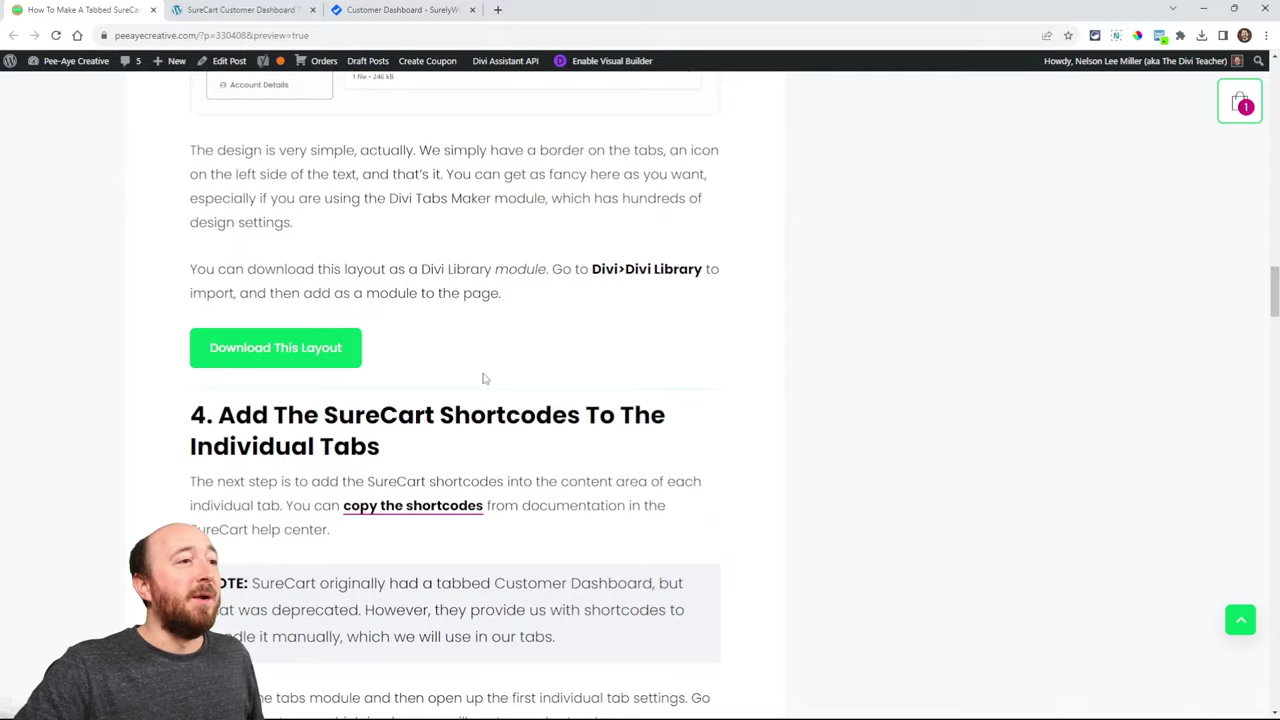 How To Make A Tabbed SureCar
SureCart Customer Dashboard T
Customer Dashboard - SurelyW
peeayecreative.com/?p=330408&preview=true
Pee-Aye Creative
5
New
Edit Post
Orders
Draft Posts
Create Coupon
Divi Assistant API
Enable Visual Builder
Howdy, Nelson Lee Miller (aka The Divi Teacher)
1 file • 246 kB
Account Details
1
The design is very simple, actually. We simply have a border on the tabs, an icon
on the left side of the text, and that's it. You can get as fancy here as you want,
especially if you are using the Divi Tabs Maker module, which has hundreds of
design settings.
You can download this layout as a Divi Library module. Go to Divi>Divi Library to
import, and then add as a module to the page.
Download This Layout
4. Add The SureCart Shortcodes To The
Individual Tabs
The next step is to add the SureCart shortcodes into the content area of each
individual tab. You can copy the shortcodes from documentation in the
SureCart help center.
OTE: SureCart originally had a tabbed Customer Dashboard, but
at was deprecated. However, they provide us with shortcodes to
dle it manually, which we will use in our tabs.
he tabs module and then open up the first individual tab settings. Go